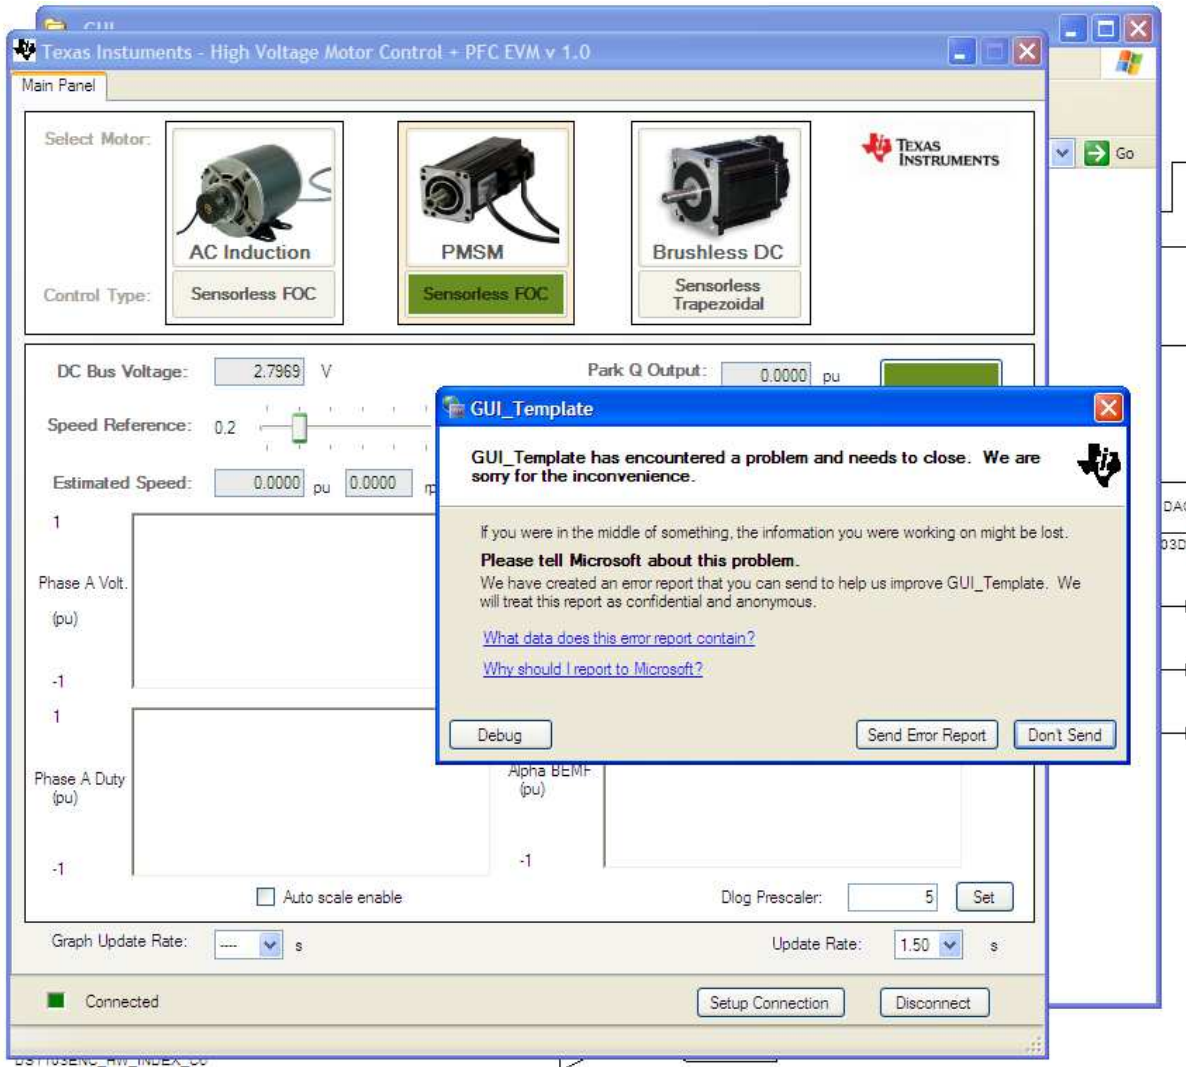 GUI
Texas Instuments - High Voltage Motor Control + PFC EVM v 1.0
Main Panel
Select Motor:
TEXAS
INSTRUMENTS
Go
AC Induction
PMSM
Brushless DC
Control Type:
Sensorless FOC
Sensorless FOC
Sensorless
Trapezoidal
DC Bus Voltage: 2.7969 V
Park Q Output: 0.0000 pu
Speed Reference: 0.2
Estimated Speed: 0.0000 pu 0.0000
GUI_Template
GUI_Template has encountered a problem and needs to close. We are
sorry for the inconvenience.
If you were in the middle of something, the information you were working on might be lost.
Please tell Microsoft about this problem.
We have created an error report that you can send to help us improve GUI_Template. We
will treat this report as confidential and anonymous.
What data does this error report contain?
Why should I report to Microsoft?
Debug
Send Error Report
Don't Send
1
Phase A Volt.
(pu)
-1
1
Phase A Duty
(pu)
-1
Alpha BEMF
(pu)
-1
Auto scale enable
Dlog Prescaler: 5 Set
Graph Update Rate: ---- s
Update Rate: 1.50 s
Connected
Setup Connection
Disconnect